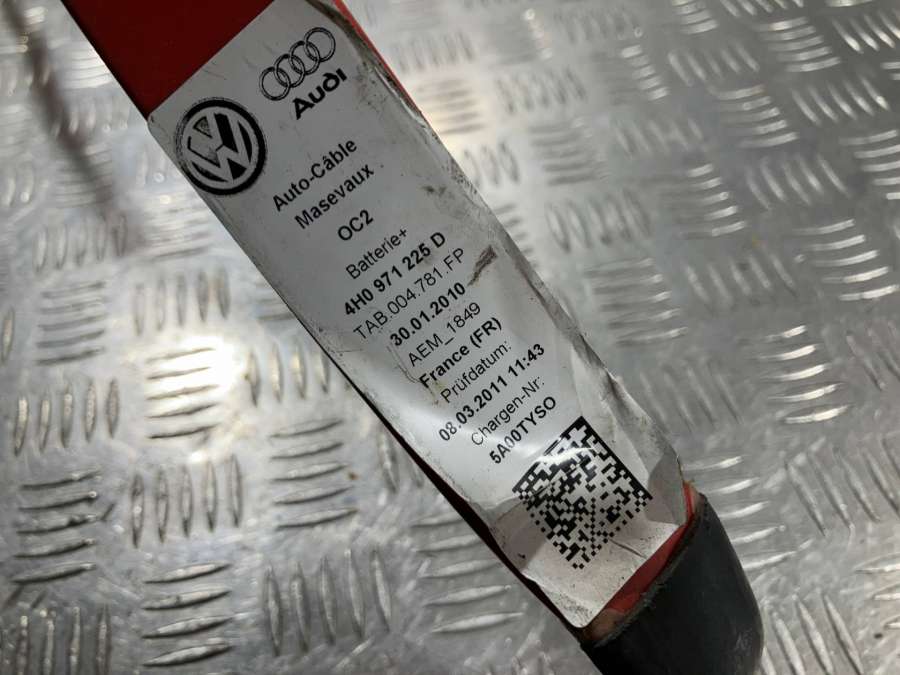 Audi
Auto-Câble
Masevaux
OC2
Batterie+
4H0 971 225 D
TAB.004.781.FP
30.01.2010
AEM_1849
France (FR)
Prüfdatum:
08.03.2011 11:43
Chargen-Nr:
5A00TYSO